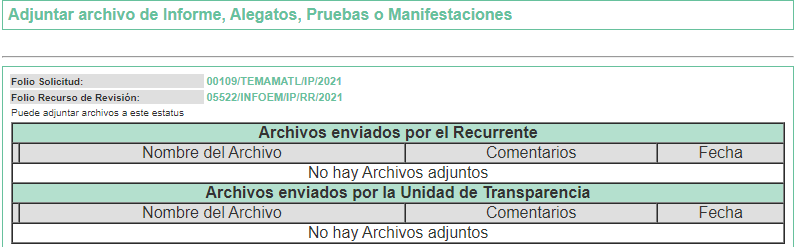 Adjuntar archivo de Informe, Alegatos, Pruebas o Manifestaciones
Folio Solicitud: 00109/TEMAMATL/IP/2021
Folio Recurso de Revisión: 05522/INFOEM/IP/RR/2021
Puede adjuntar archivos a este estatus
Archivos enviados por el Recurrente
Nombre del Archivo Comentarios Fecha
No hay Archivos adjuntos
Archivos enviados por la Unidad de Transparencia
Nombre del Archivo Comentarios Fecha
No hay Archivos adjuntos